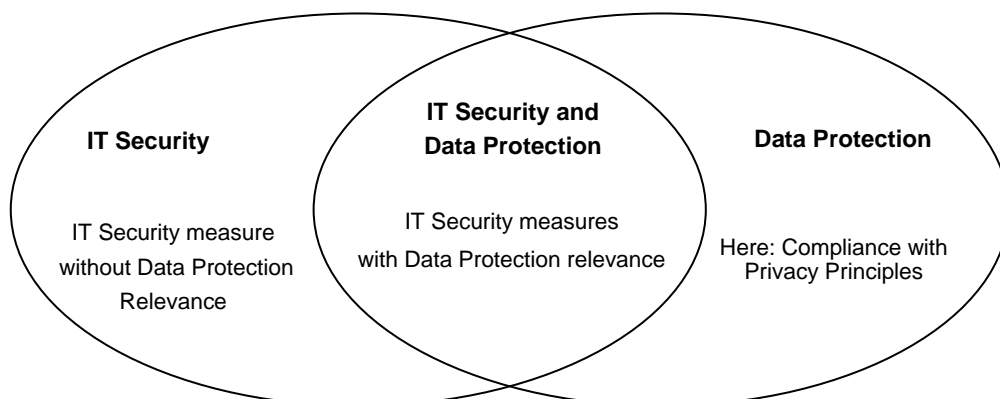 IT Security
IT Security measure
without Data Protection
Relevance
IT Security and
Data Protection
IT Security measures
with Data Protection relevance
Data Protection
Here: Compliance with
Privacy Principles